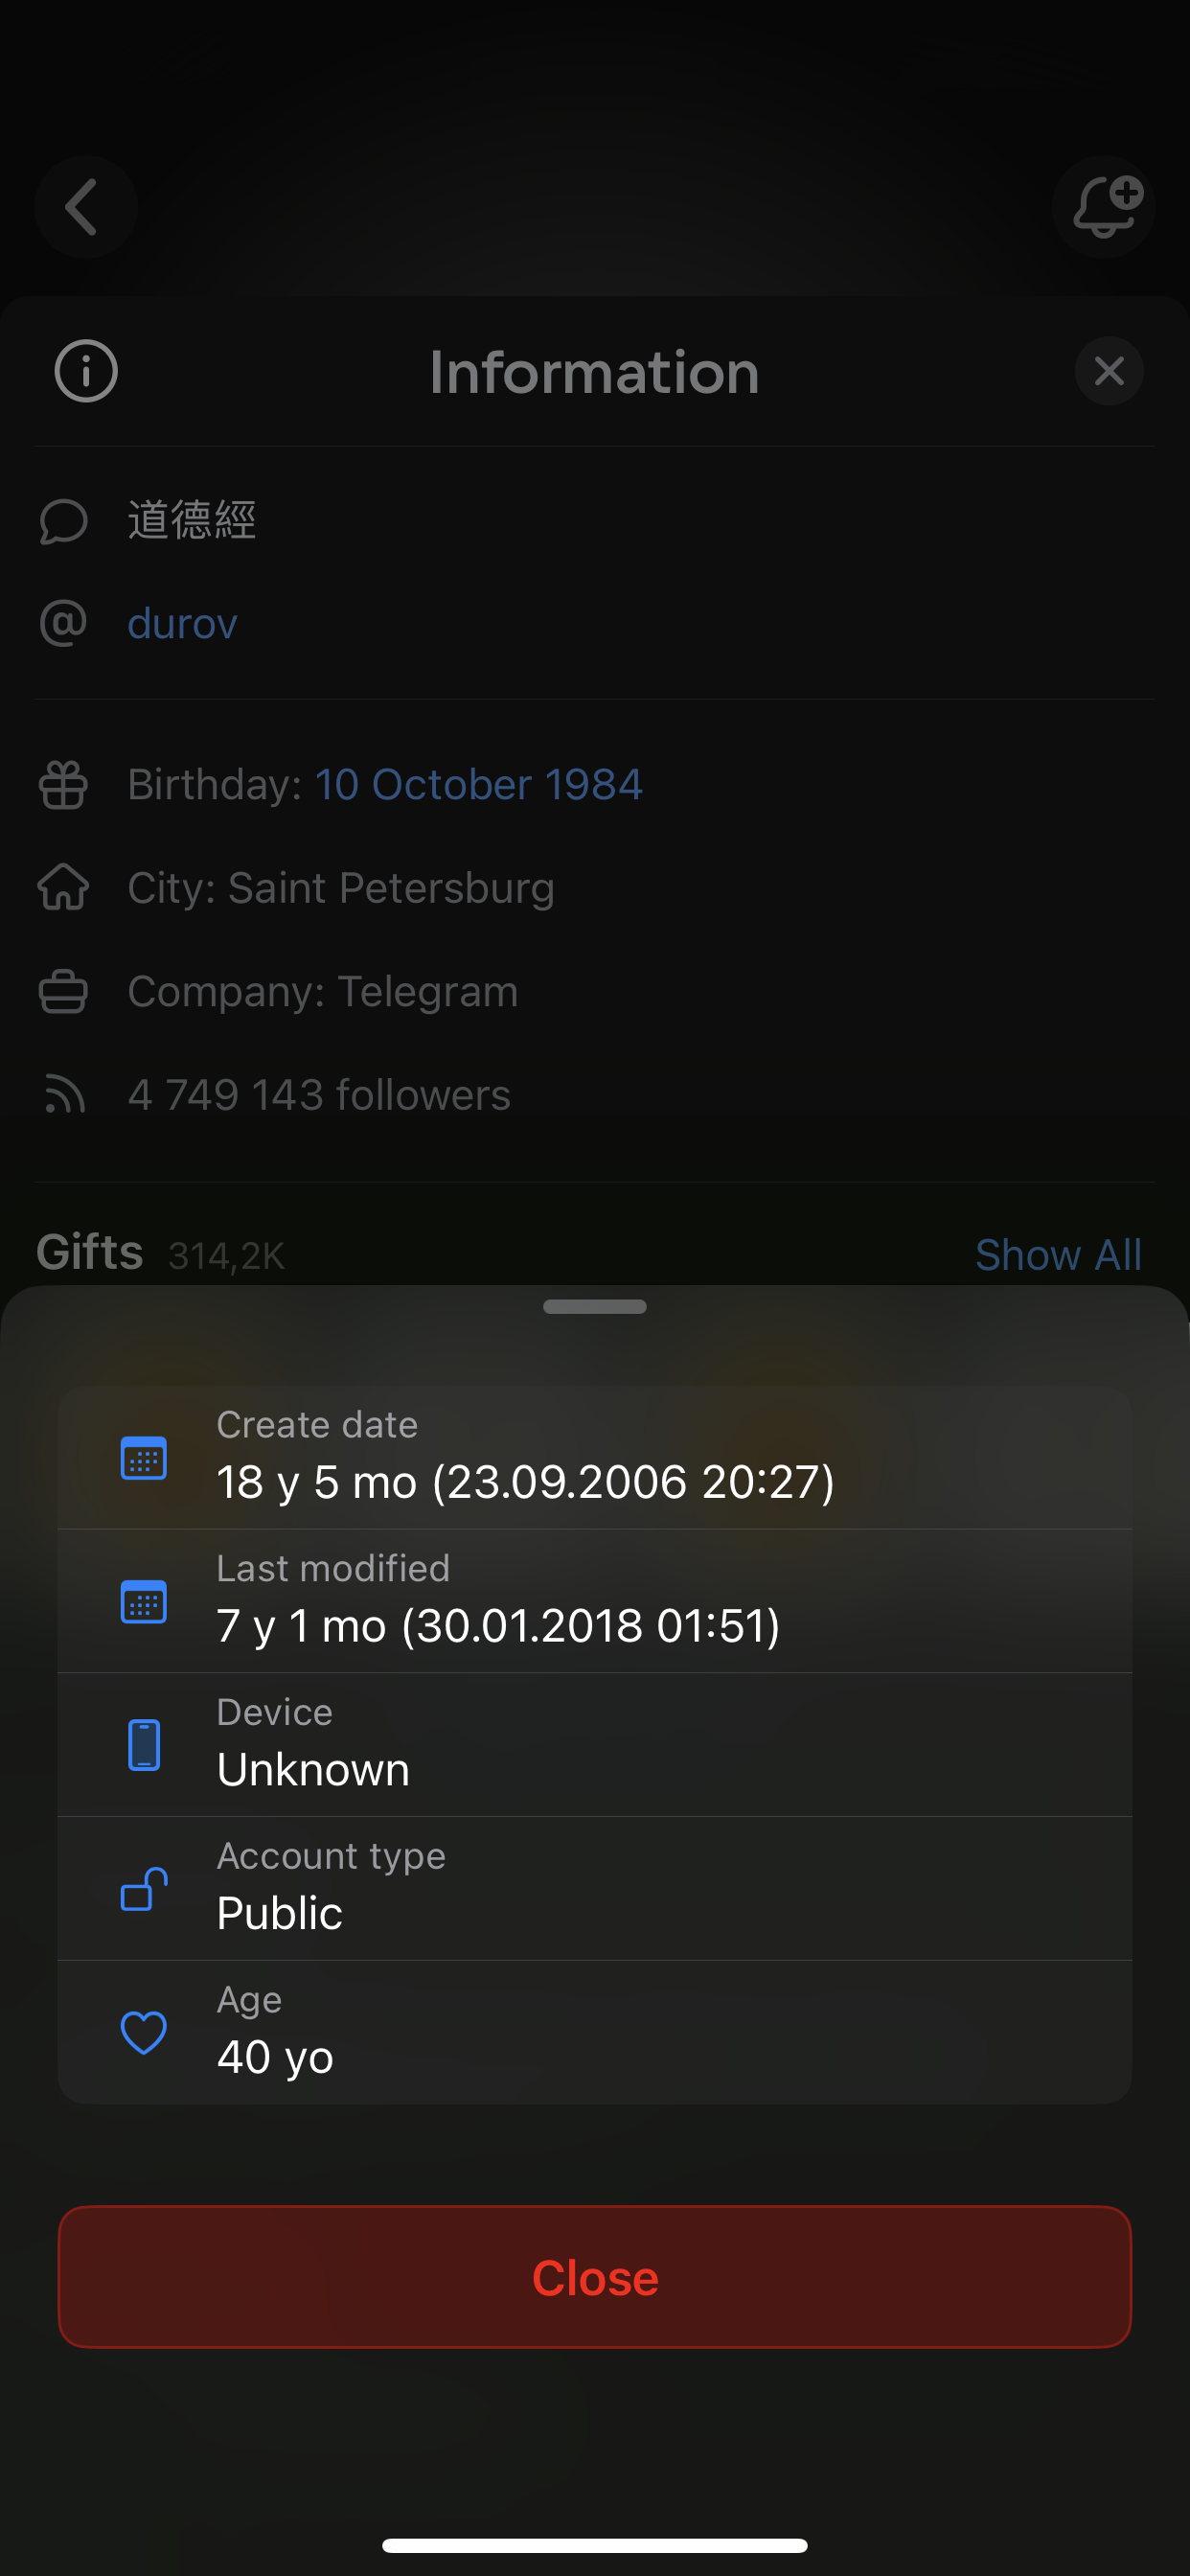 Information
道德經
durov
Birthday: 10 October 1984
City: Saint Petersburg
Company: Telegram
4 749 143 followers
Gifts 314,2K Show All
Create date
18 y 5 mo (23.09.2006 20:27)
Last modified
7 y 1 mo (30.01.2018 01:51)
Device
Unknown
Account type
Public
Age
40 yo
Close